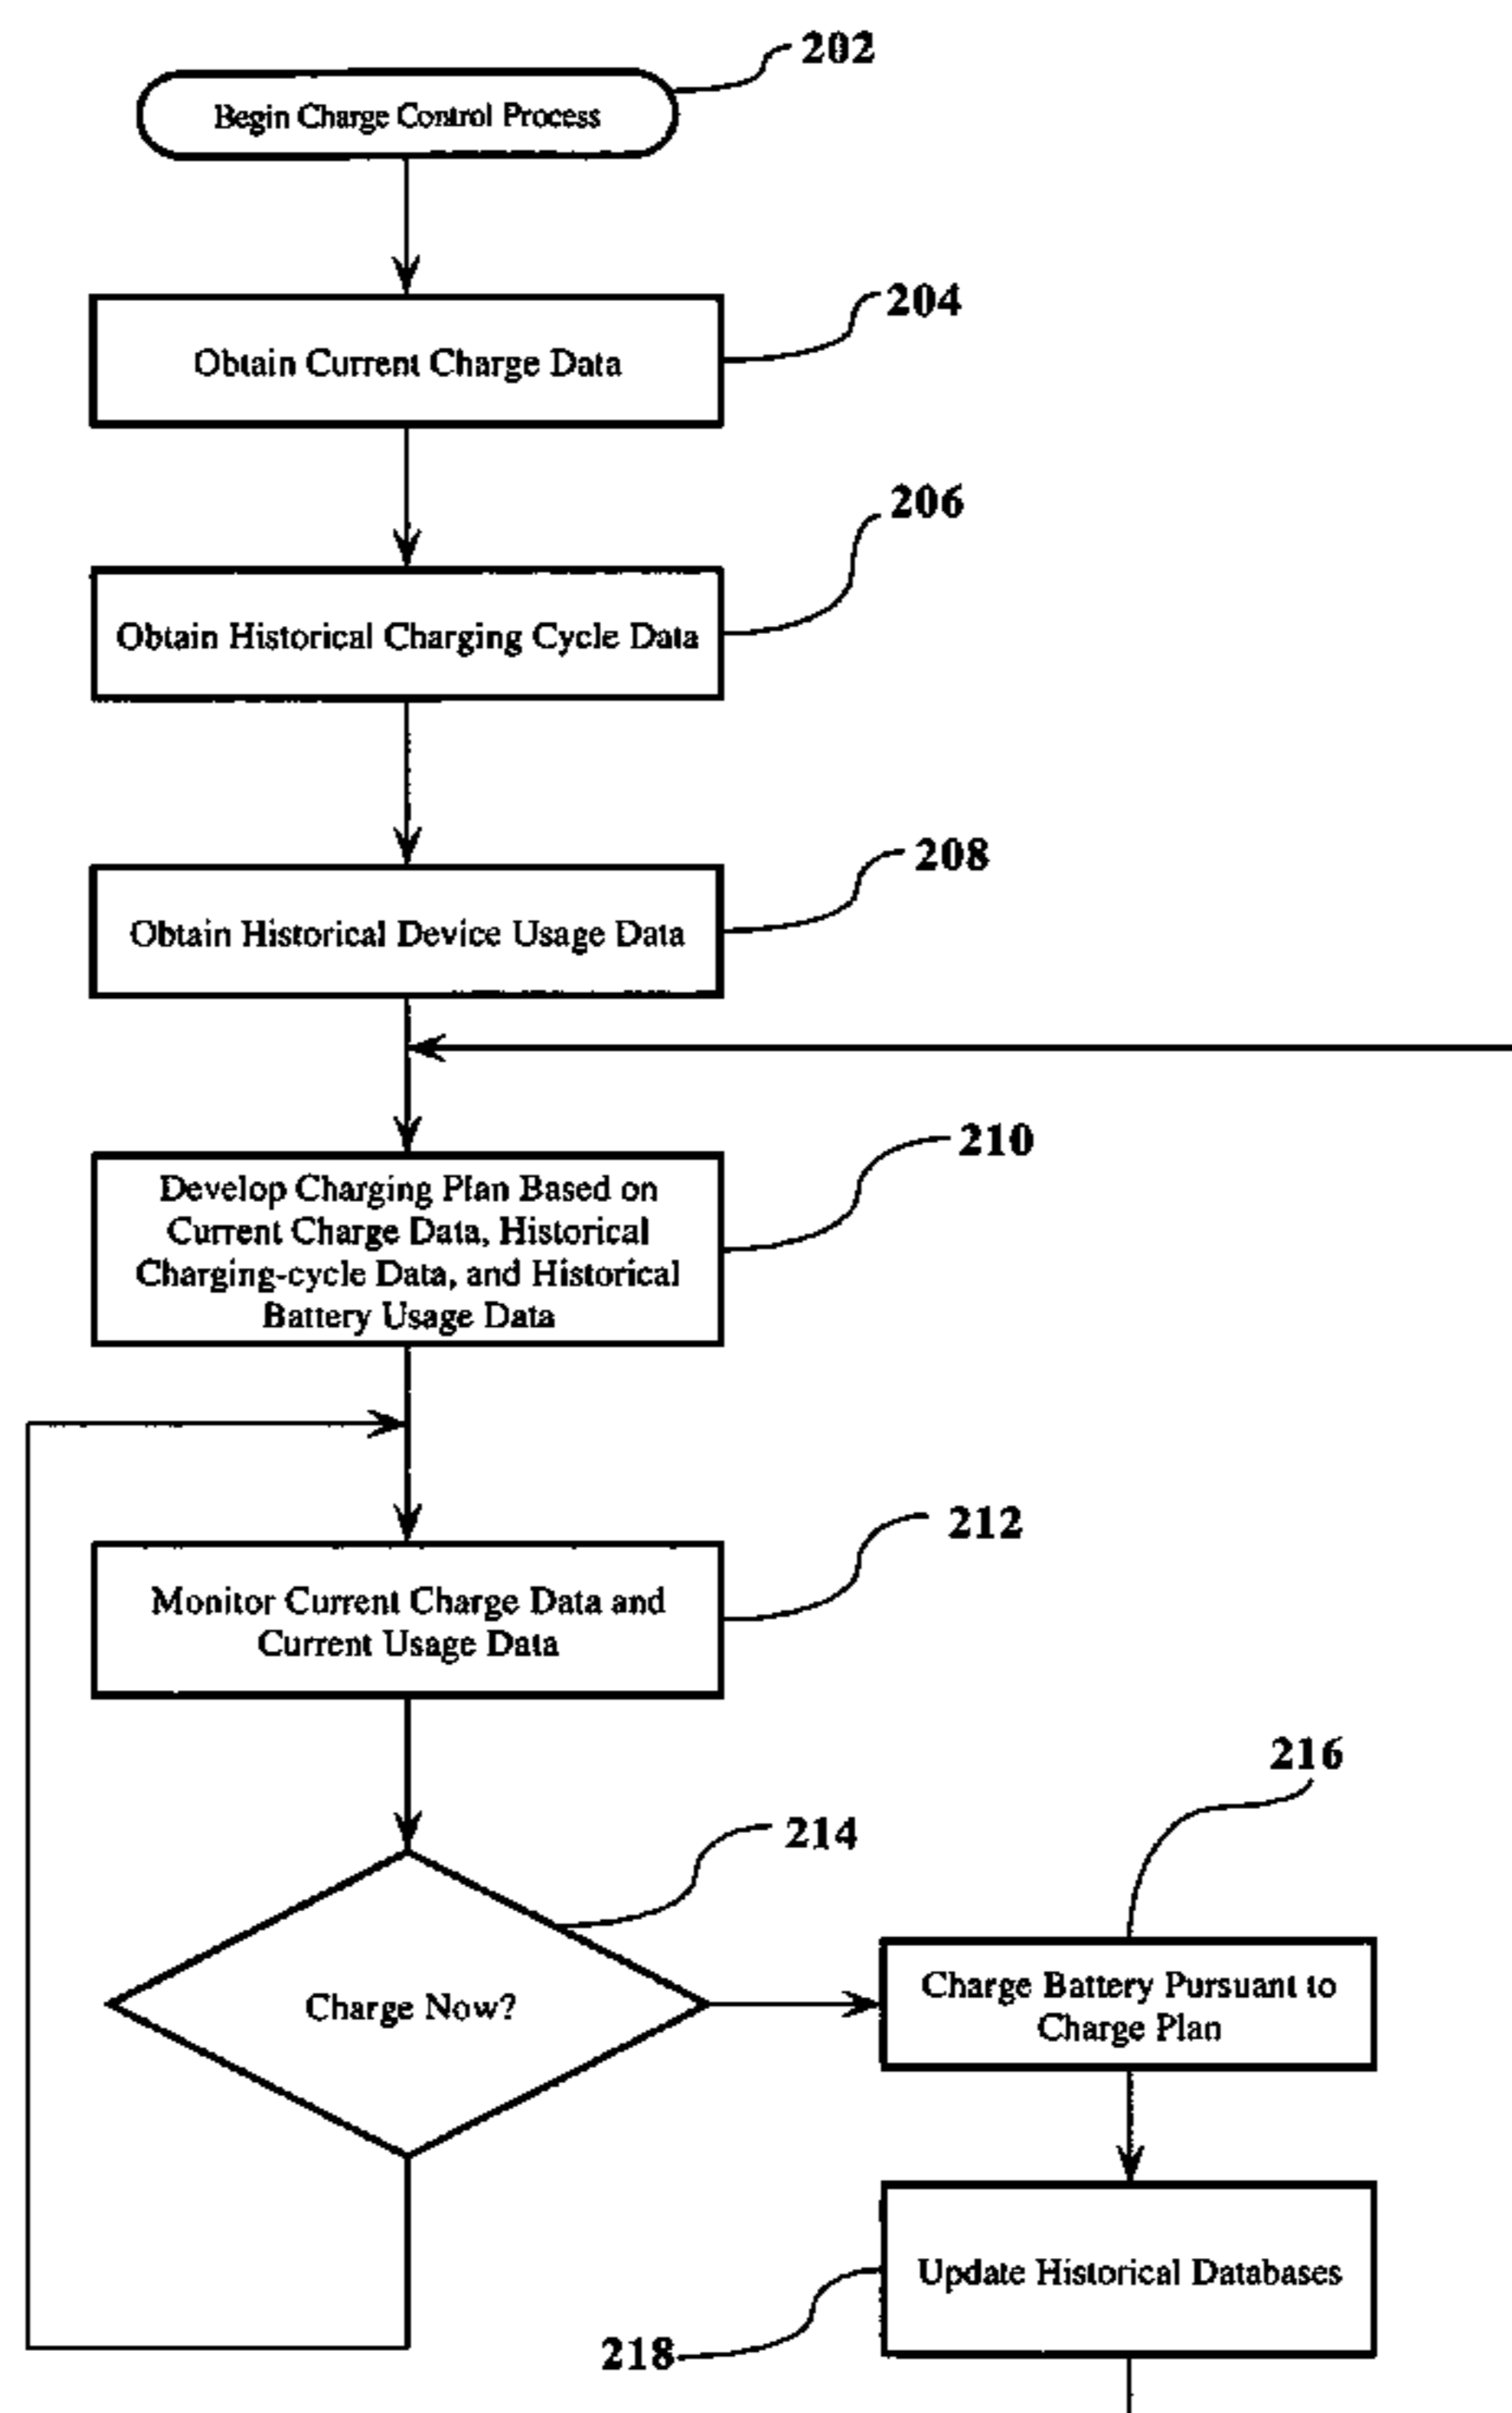 202
Begin Charge Control Process
204
Obtain Current Charge Data
206
Obtain Historical Charging Cycle Data
208
Obtain Historical Device Usage Data
210
Develop Charging Plan Based on
Current Charge Data, Historical
Charging-cycle Data, and Historical
Battery Usage Data
212
Monitor Current Charge Data and
Current Usage Data
214
Charge Now?
216
Charge Battery Pursuant to
Charge Plan
Update Historical Databases
218